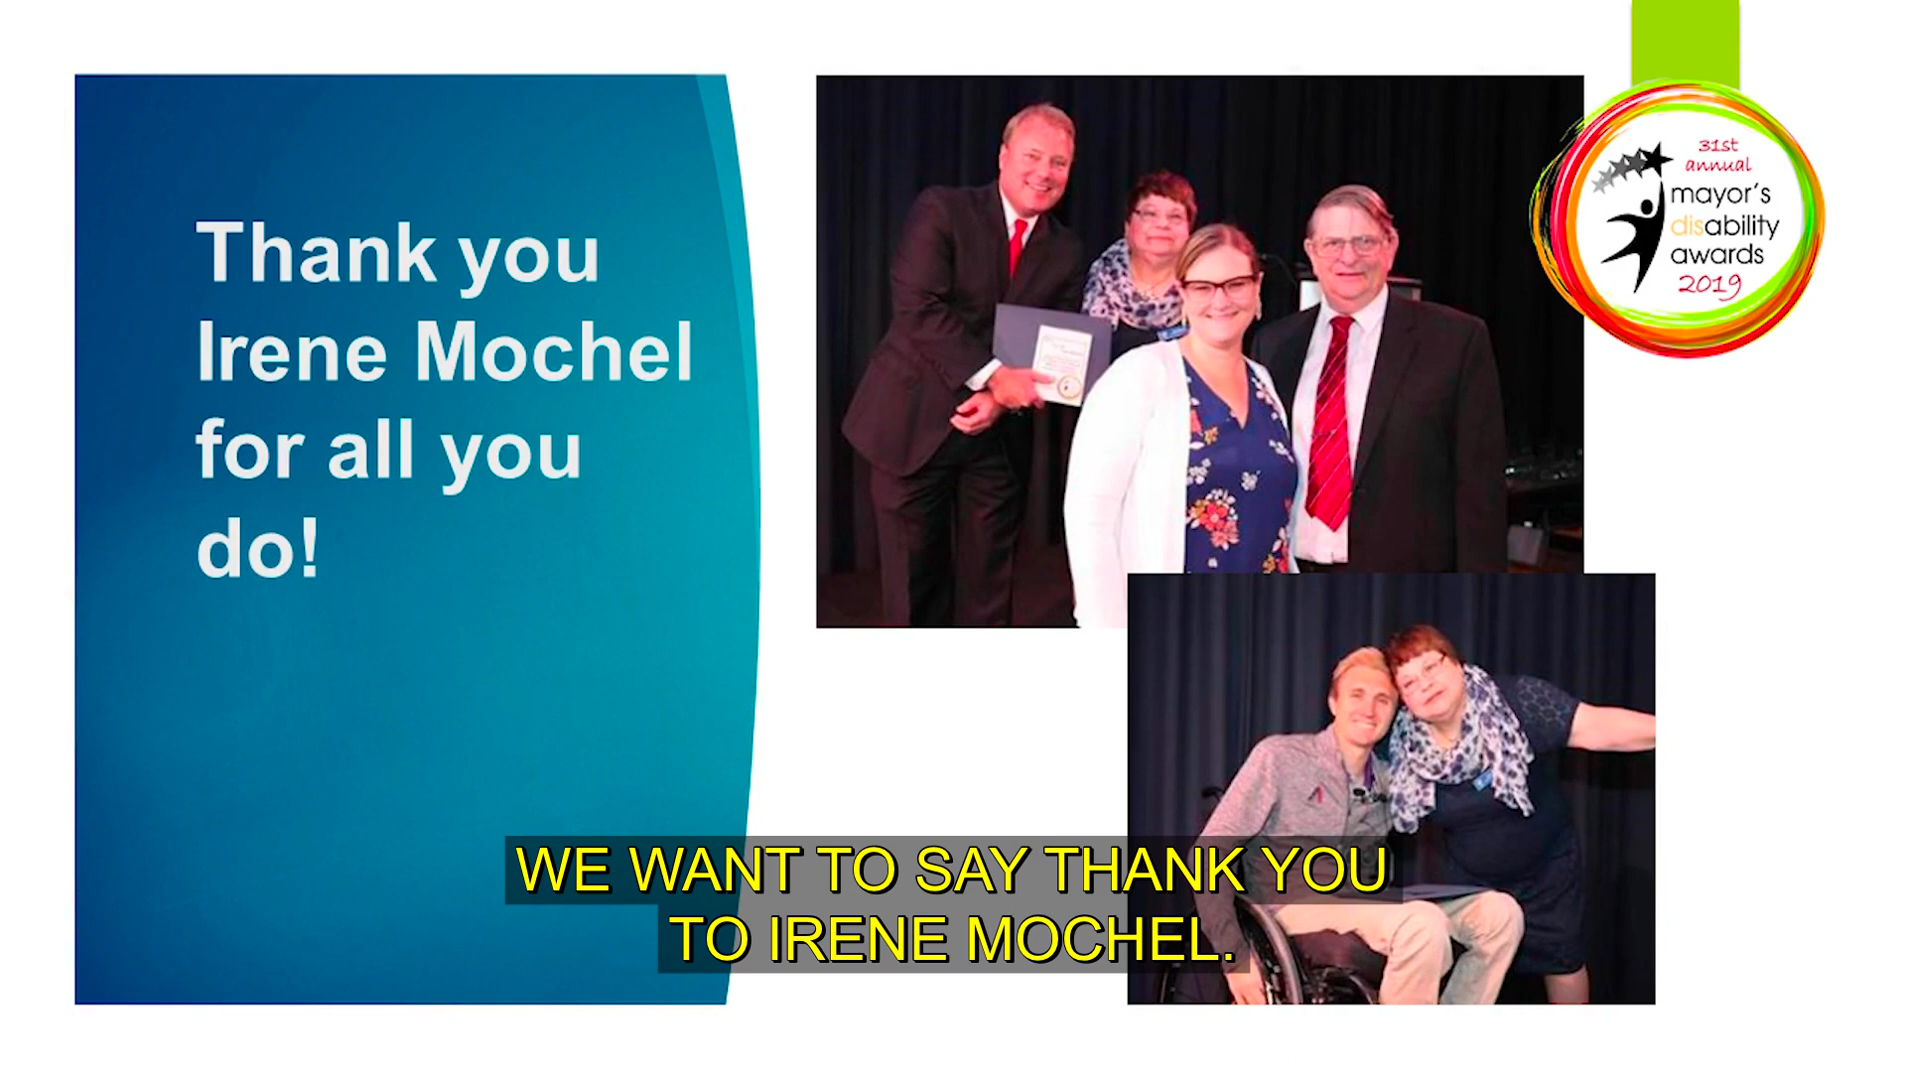 Thank you
Irene Mochel
for all you
do!
31st
annual
mayor's
disability
awards
2019
WE WANT TO SAY THANK YOU
TO IRENE MOCHEL.